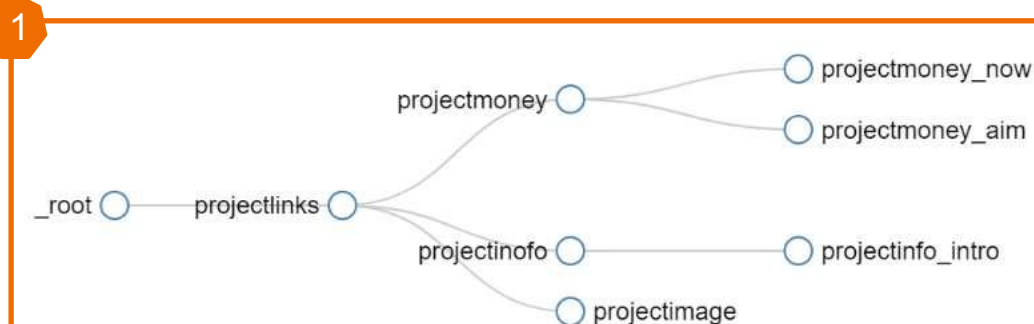 1
projectmoney_now
projectmoney
projectmoney_aim
_root projectlinks
projectinofo projectinfo_intro
projectimage